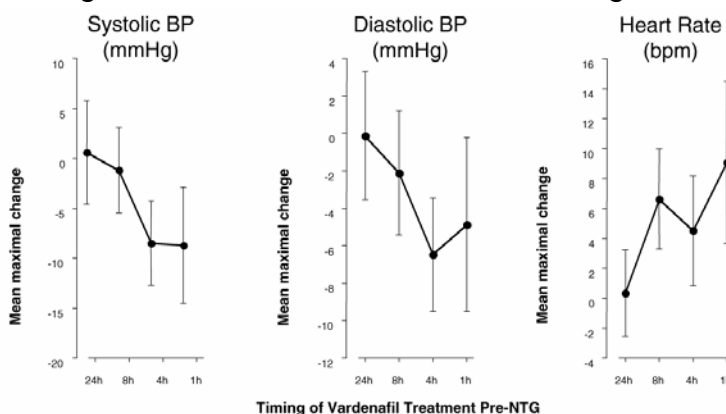 Systolic BP
(mmHg)
Diastolic BP
(mmHg)
Heart Rate
(bpm)
Mean maximal change
10
5
0
-5
-10
-15
-20
24h 8h 4h 1h
Mean maximal change
4
2
0
-2
-4
-6
-8
-10
-12
24h 8h 4h 1h
Mean maximal change
16
14
12
10
8
6
4
2
0
-2
-4
24h 8h 4h
Timing of Vardenafil Treatment Pre-NTG